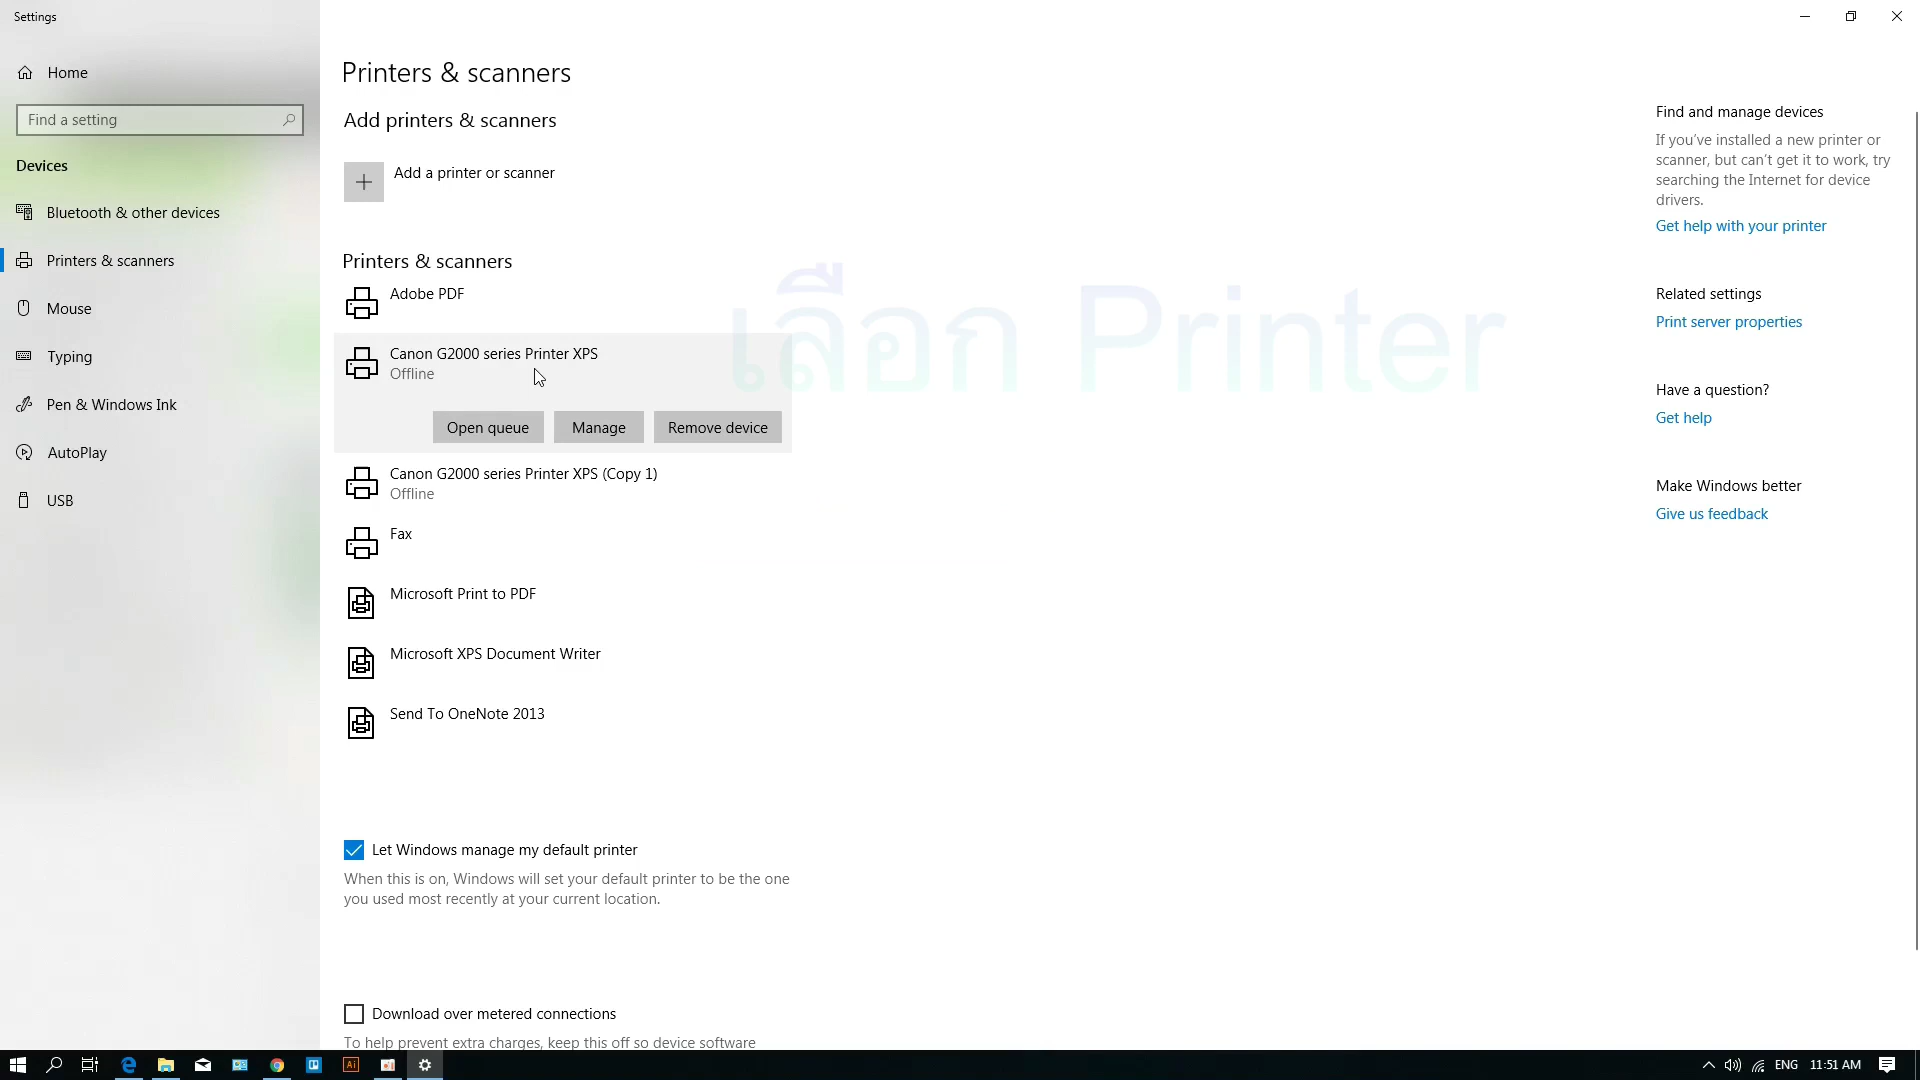 Settings
Home
Find a setting
Devices
Bluetooth & other devices
Printers & scanners
Mouse
Typing
Pen & Windows Ink
AutoPlay
USB
Printers & scanners
Add printers & scanners
Add a printer or scanner
Printers & scanners
Adobe PDF
Canon G2000 series Printer XPS
Offline
Open queue
Manage
Remove device
Canon G2000 series Printer XPS (Copy 1)
Offline
Fax
Microsoft Print to PDF
Microsoft XPS Document Writer
Send To OneNote 2013
Let Windows manage my default printer
When this is on, Windows will set your default printer to be the one
you used most recently at your current location.
Download over metered connections
To help prevent extra charges, keep this off so device software
เลือก Printer
Find and manage devices
If you've installed a new printer or
scanner, but can't get it to work, try
searching the Internet for device
drivers.
Get help with your printer
Related settings
Print server properties
Have a question?
Get help
Make Windows better
Give us feedback
Ai
ENG
11:51 AM